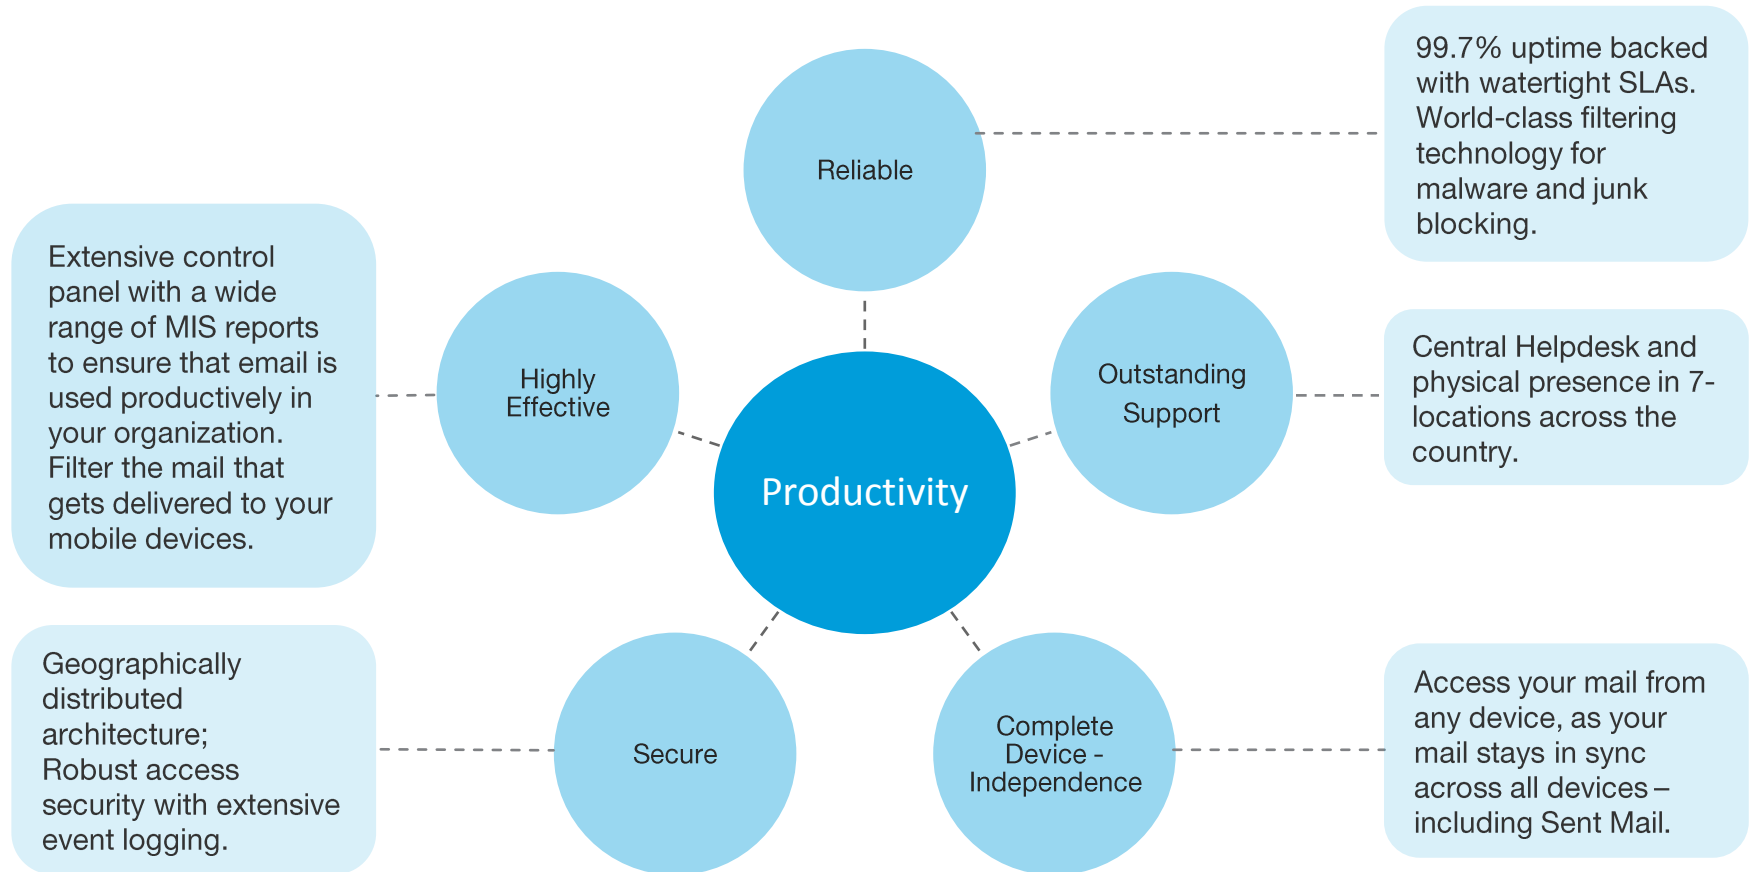 Reliable
99.7% uptime backed
with watertight SLAs.
World-class filtering
technology for
malware and junk
blocking.
Extensive control
panel with a wide
range of MIS reports
to ensure that email is
used productively in
your organization.
Filter the mail that
gets delivered to your
mobile devices.
Highly
Effective
Outstanding
Support
Central Helpdesk and
physical presence in 7-
locations across the
country.
Productivity
Geographically
distributed
architecture;
Robust access
security with extensive
event logging.
Secure
Complete
Device -
Independence
Access your mail from
any device, as your
mail stays in sync
across all devices –
including Sent Mail.